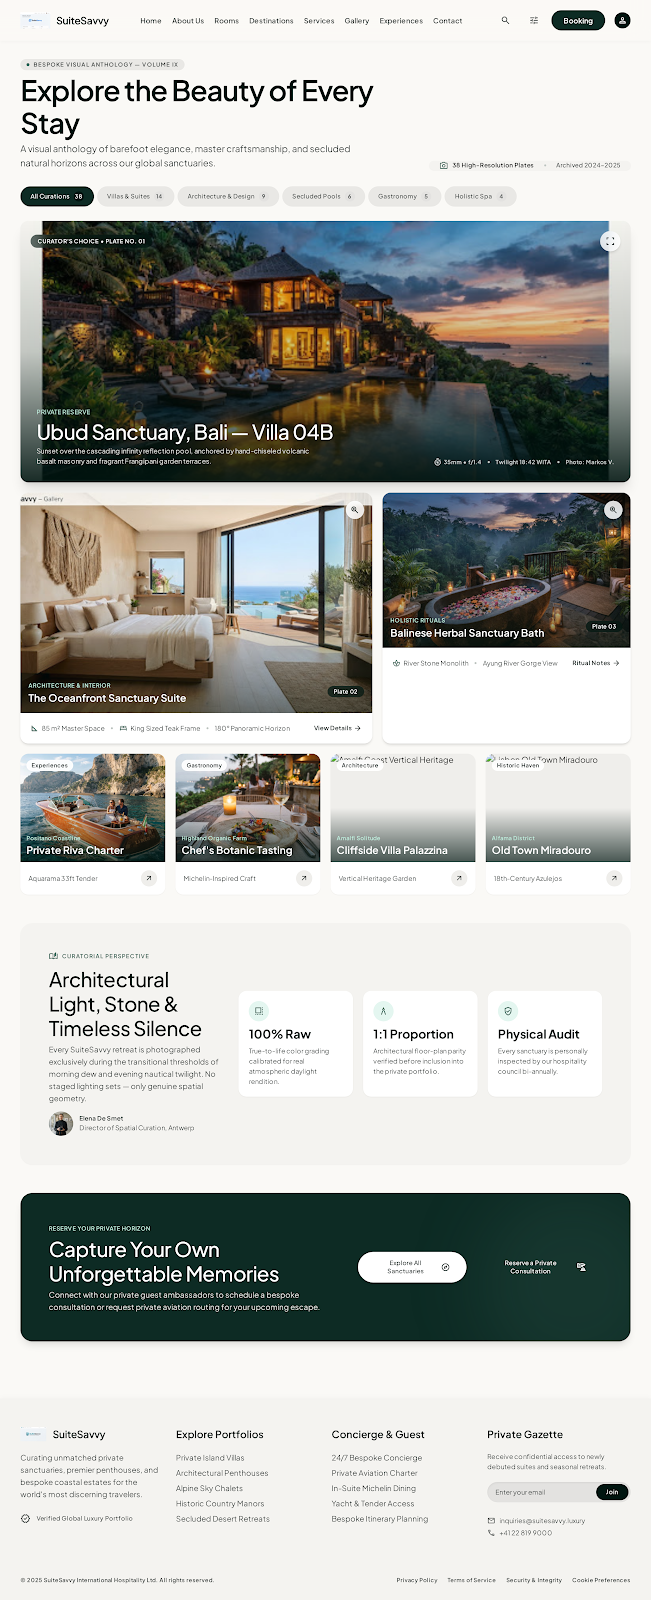 SuiteSavvy
Home About Us Rooms Destinations Services Gallery Experiences Contact
Booking
BESPOKE VISUAL ANTHOLOGY — VOLUME IX
Explore the Beauty of Every
Stay
A visual anthology of barefoot elegance, master craftsmanship, and secluded
natural horizons across our global sanctuaries.
38 High-Resolution Plates • Archived 2024–2025
All Curations 38
Villas & Suites 14
Architecture & Design 9
Secluded Pools 6
Gastronomy 5
Holistic Spa 4
CURATOR'S CHOICE • PLATE NO. 01
PRIVATE RESERVE
Ubud Sanctuary, Bali — Villa 04B
Sunset over the cascading infinity reflection pool, anchored by hand-chiseled volcanic
basalt masonry and fragrant Frangipani garden terraces.
35mm • f/1.4 • Twilight 18:42 WITA • Photo: Markos V.
avvy — Gallery
ARCHITECTURE & INTERIOR
The Oceanfront Sanctuary Suite
Plate 02
85 m² Master Space • King Sized Teak Frame • 180° Panoramic Horizon
View Details →
HOLISTIC RITUALS
Balinese Herbal Sanctuary Bath
Plate 03
River Stone Monolith • Ayung River Gorge View
Ritual Notes →
Experiences
Positano Coastline
Private Riva Charter
Aquarama 33ft Tender
Gastronomy
Highland Organic Farm
Chef's Botanic Tasting
Michelin-Inspired Craft
Amalfi Coast Vertical Heritage
Architecture
Amalfi Solitude
Cliffside Villa Palazzina
Vertical Heritage Garden
Lisbon Old Town Miradouro
Historic Haven
Alfama District
Old Town Miradouro
18th-Century Azulejos
CURATORIAL PERSPECTIVE
Architectural
Light, Stone &
Timeless Silence
Every SuiteSavvy retreat is photographed
exclusively during the transitional thresholds of
morning dew and evening nautical twilight. No
staged lighting sets — only genuine spatial
geometry.
Elena De Smet
Director of Spatial Curation, Antwerp
100% Raw
True-to-life color grading
calibrated for real
atmospheric daylight
rendition.
1:1 Proportion
Architectural floor-plan parity
verified before inclusion into
the private portfolio.
Physical Audit
Every sanctuary is personally
inspected by our hospitality
council bi-annually.
RESERVE YOUR PRIVATE HORIZON
Capture Your Own
Unforgettable Memories
Connect with our private guest ambassadors to schedule a bespoke
consultation or request private aviation routing for your upcoming escape.
Explore All
Sanctuaries
Reserve a Private
Consultation
SuiteSavvy
Curating unmatched private
sanctuaries, premier penthouses, and
bespoke coastal estates for the
world's most discerning travelers.
Verified Global Luxury Portfolio
Explore Portfolios
Private Island Villas
Architectural Penthouses
Alpine Sky Chalets
Historic Country Manors
Secluded Desert Retreats
Concierge & Guest
24/7 Bespoke Concierge
Private Aviation Charter
In-Suite Michelin Dining
Yacht & Tender Access
Bespoke Itinerary Planning
Private Gazette
Receive confidential access to newly
debuted suites and seasonal retreats.
Enter your email
Join
inquiries@suitesavvy.luxury
+41 22 819 9000
© 2025 SuiteSavvy International Hospitality Ltd. All rights reserved.
Privacy Policy Terms of Service Security & Integrity Cookie Preferences